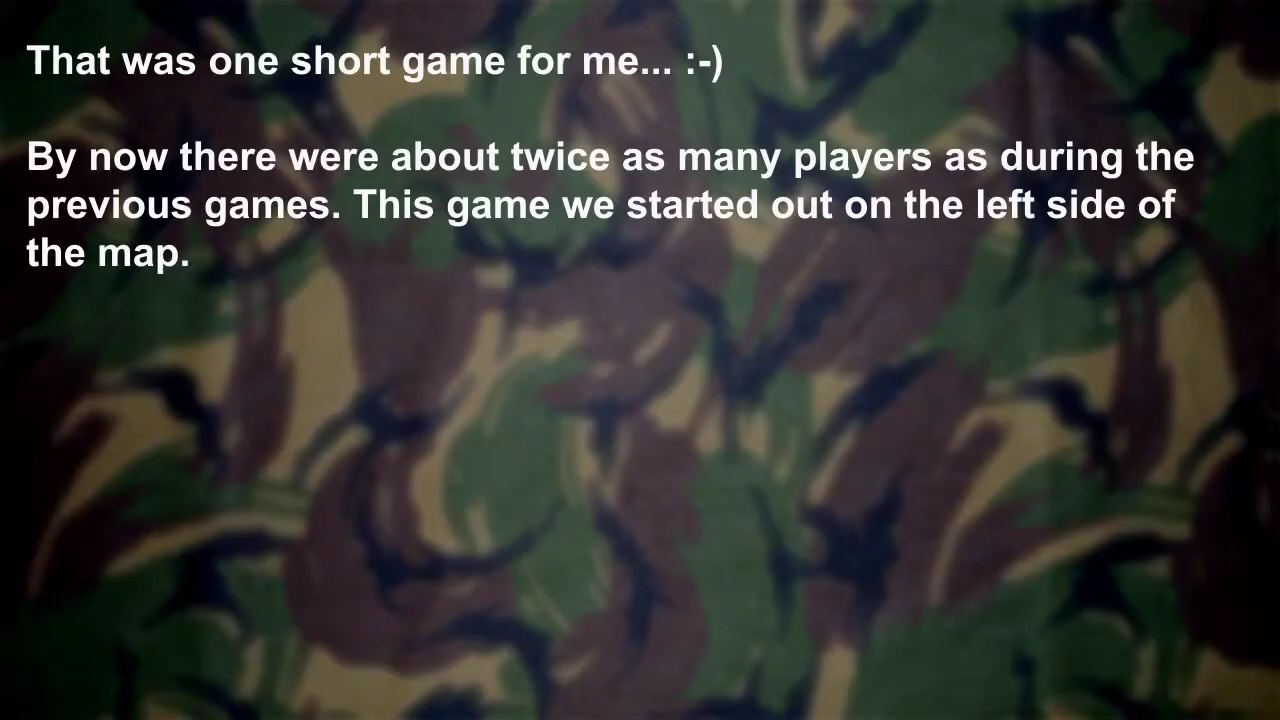 That was one short game for me... :-)
By now there were about twice as many players as during the
previous games. This game we started out on the left side of
the map.